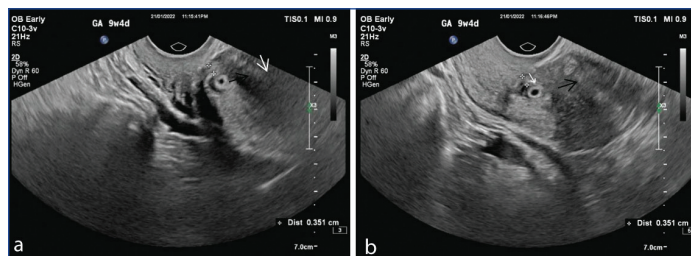 OB Early
C10-3v
21Hz
RS
2D
58%
Dyn R 60
P Off
HGen
GA 9w4d
21/01/2022 11:15:41PM
TIS0.1 MI 0.9
M3
X3
+ Dist 0.351 cm
3
7.0cm
a
OB Early
C10-3v
21Hz
RS
2D
58%
Dyn R 60
P Off
HGen
GA 9w4d
21/01/2022 11:16:46PM
TIS0.1 MI 0.9
M3
X3
+ Dist 0.351 cm
7.0cm
b